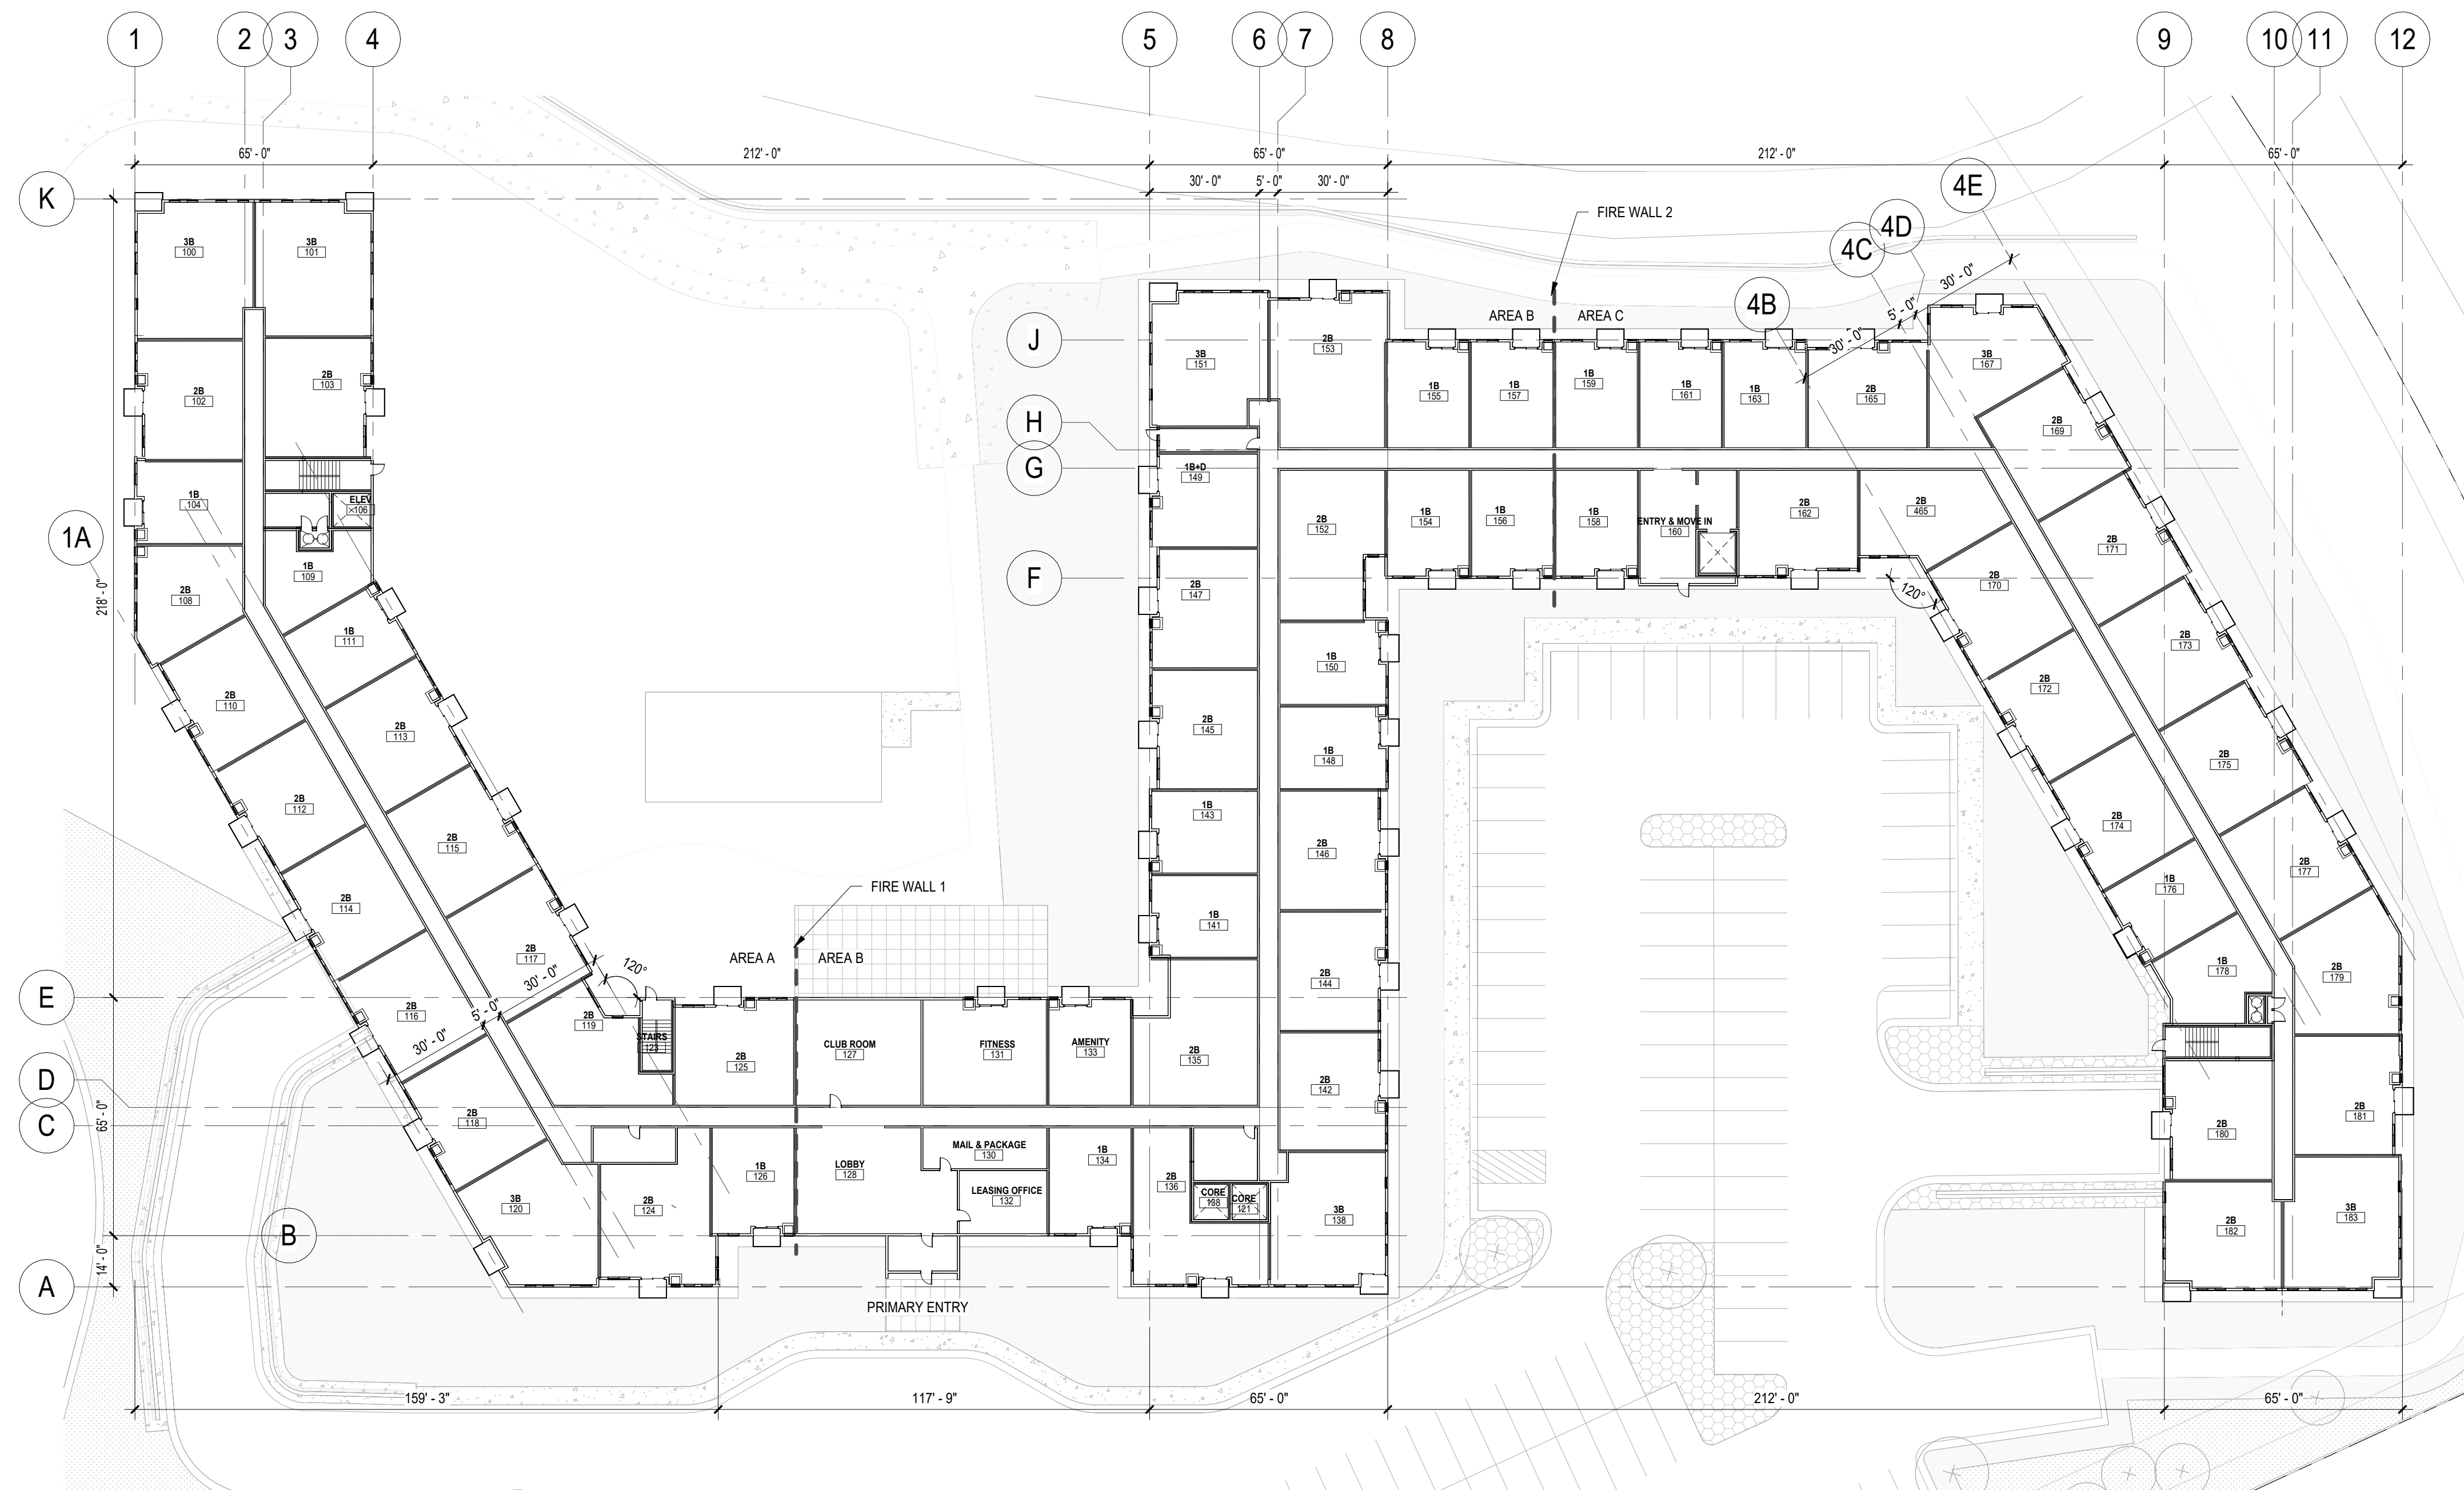 1
2
3
4
5
6
7
8
9
10
11
12
65' - 0"
212' - 0"
65' - 0"
212' - 0"
65' - 0"
30' - 0"
5' - 0"
30' - 0"
K
4E
4D
4C
4B
30' - 0"
5' - 0"
30' - 0"
FIRE WALL 2
AREA B
AREA C
J
H
G
F
1A
218' - 0"
E
D
C
B
A
65' - 0"
14' - 0"
3B
100
3B
101
2B
102
2B
103
1B
104
ELEV
106
2B
108
1B
109
2B
110
1B
111
2B
112
2B
113
2B
114
2B
115
2B
116
2B
117
30' - 0"
5' - 0"
30' - 0"
120°
2B
118
2B
119
3B
120
STAIRS
123
2B
124
2B
125
1B
126
FIRE WALL 1
AREA A
AREA B
CLUB ROOM
127
LOBBY
128
MAIL & PACKAGE
130
FITNESS
131
LEASING OFFICE
132
AMENITY
133
1B
134
2B
135
2B
136
CORE
198
CORE
121
3B
138
1B
141
2B
142
1B
143
2B
144
2B
145
2B
146
2B
147
1B
148
1B+D
149
1B
150
3B
151
2B
152
2B
153
1B
154
1B
155
1B
156
1B
157
1B
158
1B
159
ENTRY & MOVE IN
160
1B
161
2B
162
1B
163
2B
165
2B
465
3B
167
2B
169
120°
2B
170
2B
171
2B
172
2B
173
2B
174
2B
175
1B
176
2B
177
1B
178
2B
179
2B
180
2B
181
2B
182
3B
183
PRIMARY ENTRY
159' - 3"
117' - 9"
65' - 0"
212' - 0"
65' - 0"